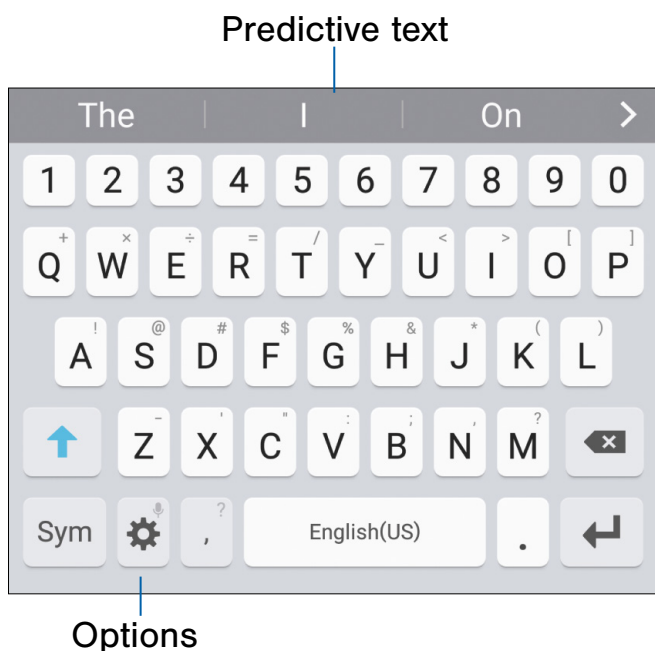 Predictive text
The I On >
1 2 3 4 5 6 7 8 9 0
+ × ÷ = / _ < > [ ]
Q W E R T Y U I O P
! @ # $ % & * ( )
A S D F G H J K L
- ' " : ; , ?
Z X C V B N M
?
Sym , English(US) .
Options